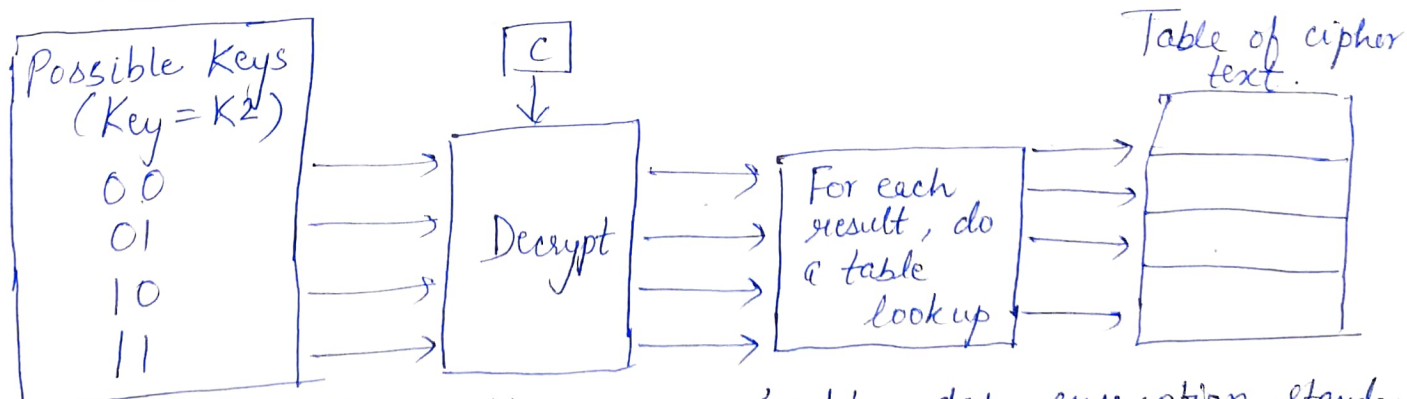 Possible Keys
(Key = K2)
00
01
10
11
C
Decrypt
For each
result, do
a table
lookup
Table of cipher
text.